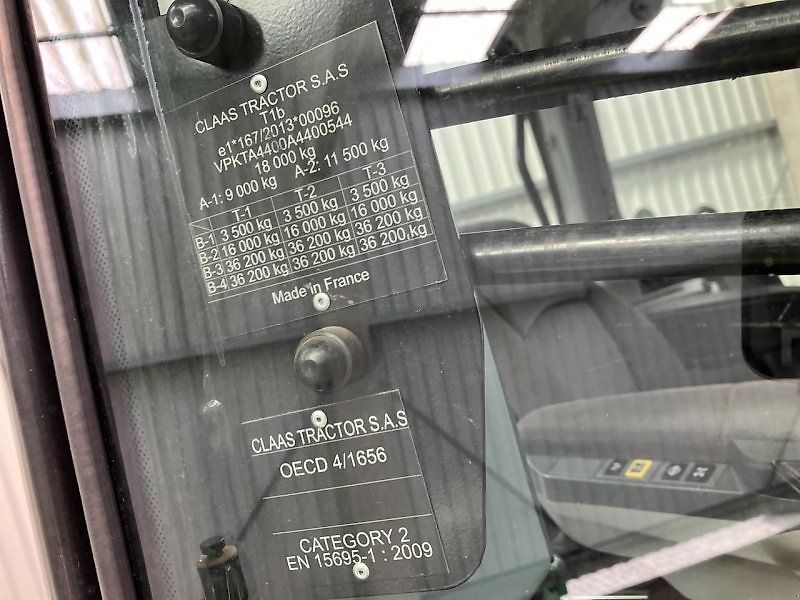 CLAAS TRACTOR S.A.S
T1b
e1*167/2013*00096
VPKTA4400A4400544
18 000 kg
A-1: 9 000 kg A-2: 11 500 kg
T-1 T-2 T-3
B-1 3 500 kg 3 500 kg 3 500 kg
B-2 16 000 kg 16 000 kg 16 000 kg
B-3 36 200 kg 36 200 kg 36 200 kg
B-4 36 200 kg 36 200 kg 36 200 kg
Made in France
CLAAS TRACTOR S.A.S
OECD 4/1656
CATEGORY 2
EN 15695-1 : 2009